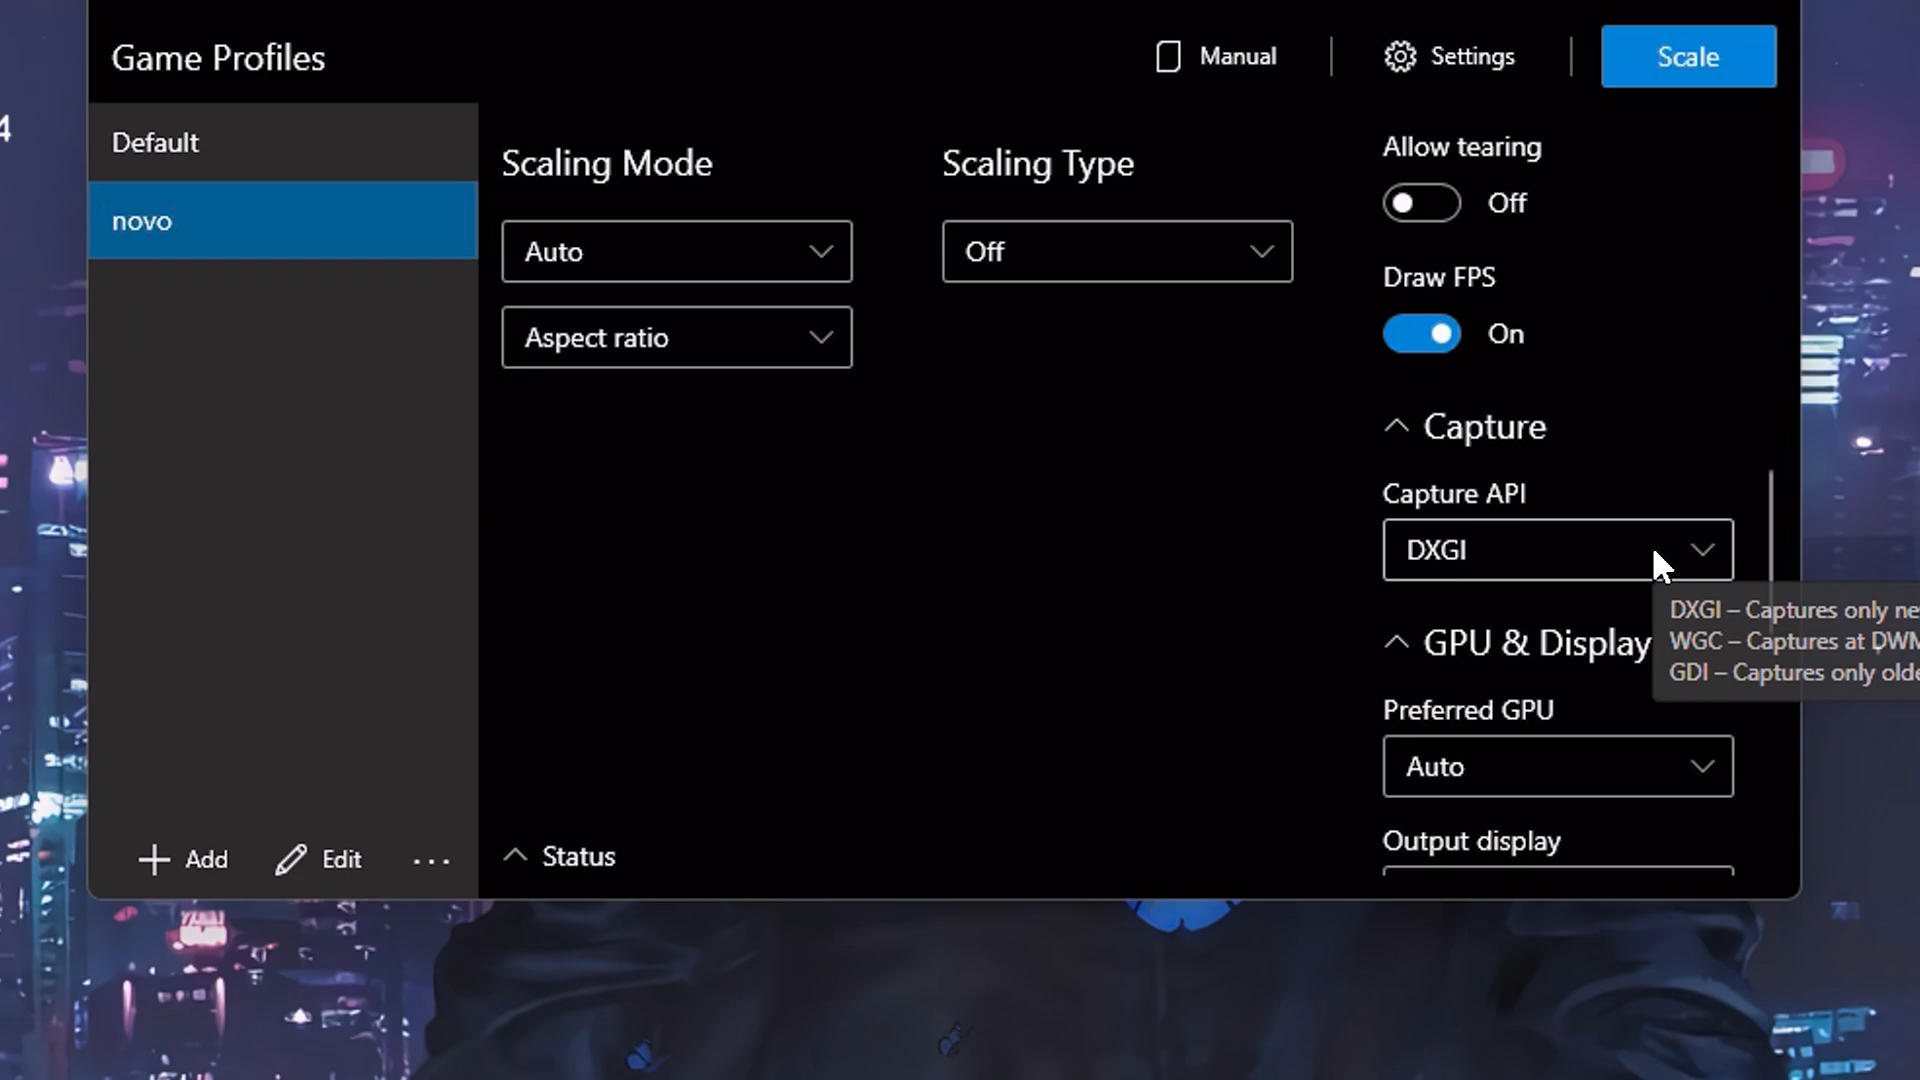 Game Profiles
Manual
Settings
Scale
4
Default
novo
Scaling Mode
Auto
Aspect ratio
Scaling Type
Off
Allow tearing
Off
Draw FPS
On
Capture
Capture API
DXGI
DXGI – Captures only ne
WGC – Captures at DWM
GDI – Captures only olde
GPU & Display
Preferred GPU
Auto
Output display
Add
Edit
...
Status